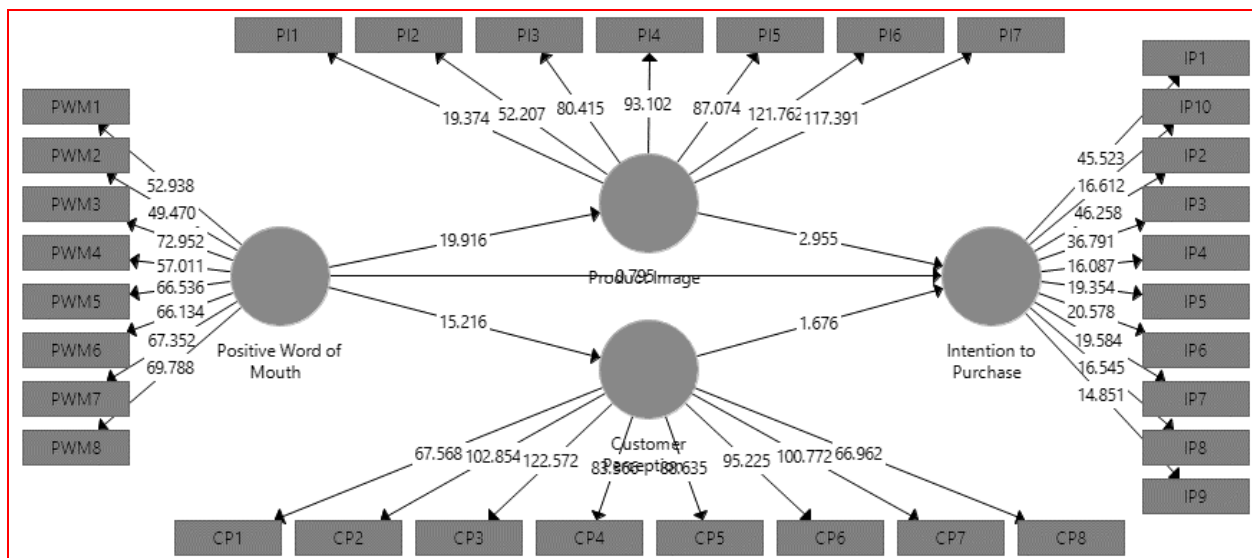 PI1 PI2 PI3 PI4 PI5 PI6 PI7
19.374 52.207 80.415 93.102 87.074 121.762 117.391
PWM1
PWM2
PWM3
PWM4
PWM5
PWM6
PWM7
PWM8
52.938
49.470
72.952
57.011
66.536
66.134
67.352
69.788
Positive Word of
Mouth
19.916
15.216
Product Image
2.955
1.676
Customer
Perception
Intention to
Purchase
IP1
IP10
IP2
IP3
IP4
IP5
IP6
IP7
IP8
IP9
45.523
16.612
46.258
36.791
16.087
19.354
20.578
19.584
16.545
14.851
67.568 102.854 122.572 95.225 100.772 66.962
CP1 CP2 CP3 CP4 CP5 CP6 CP7 CP8